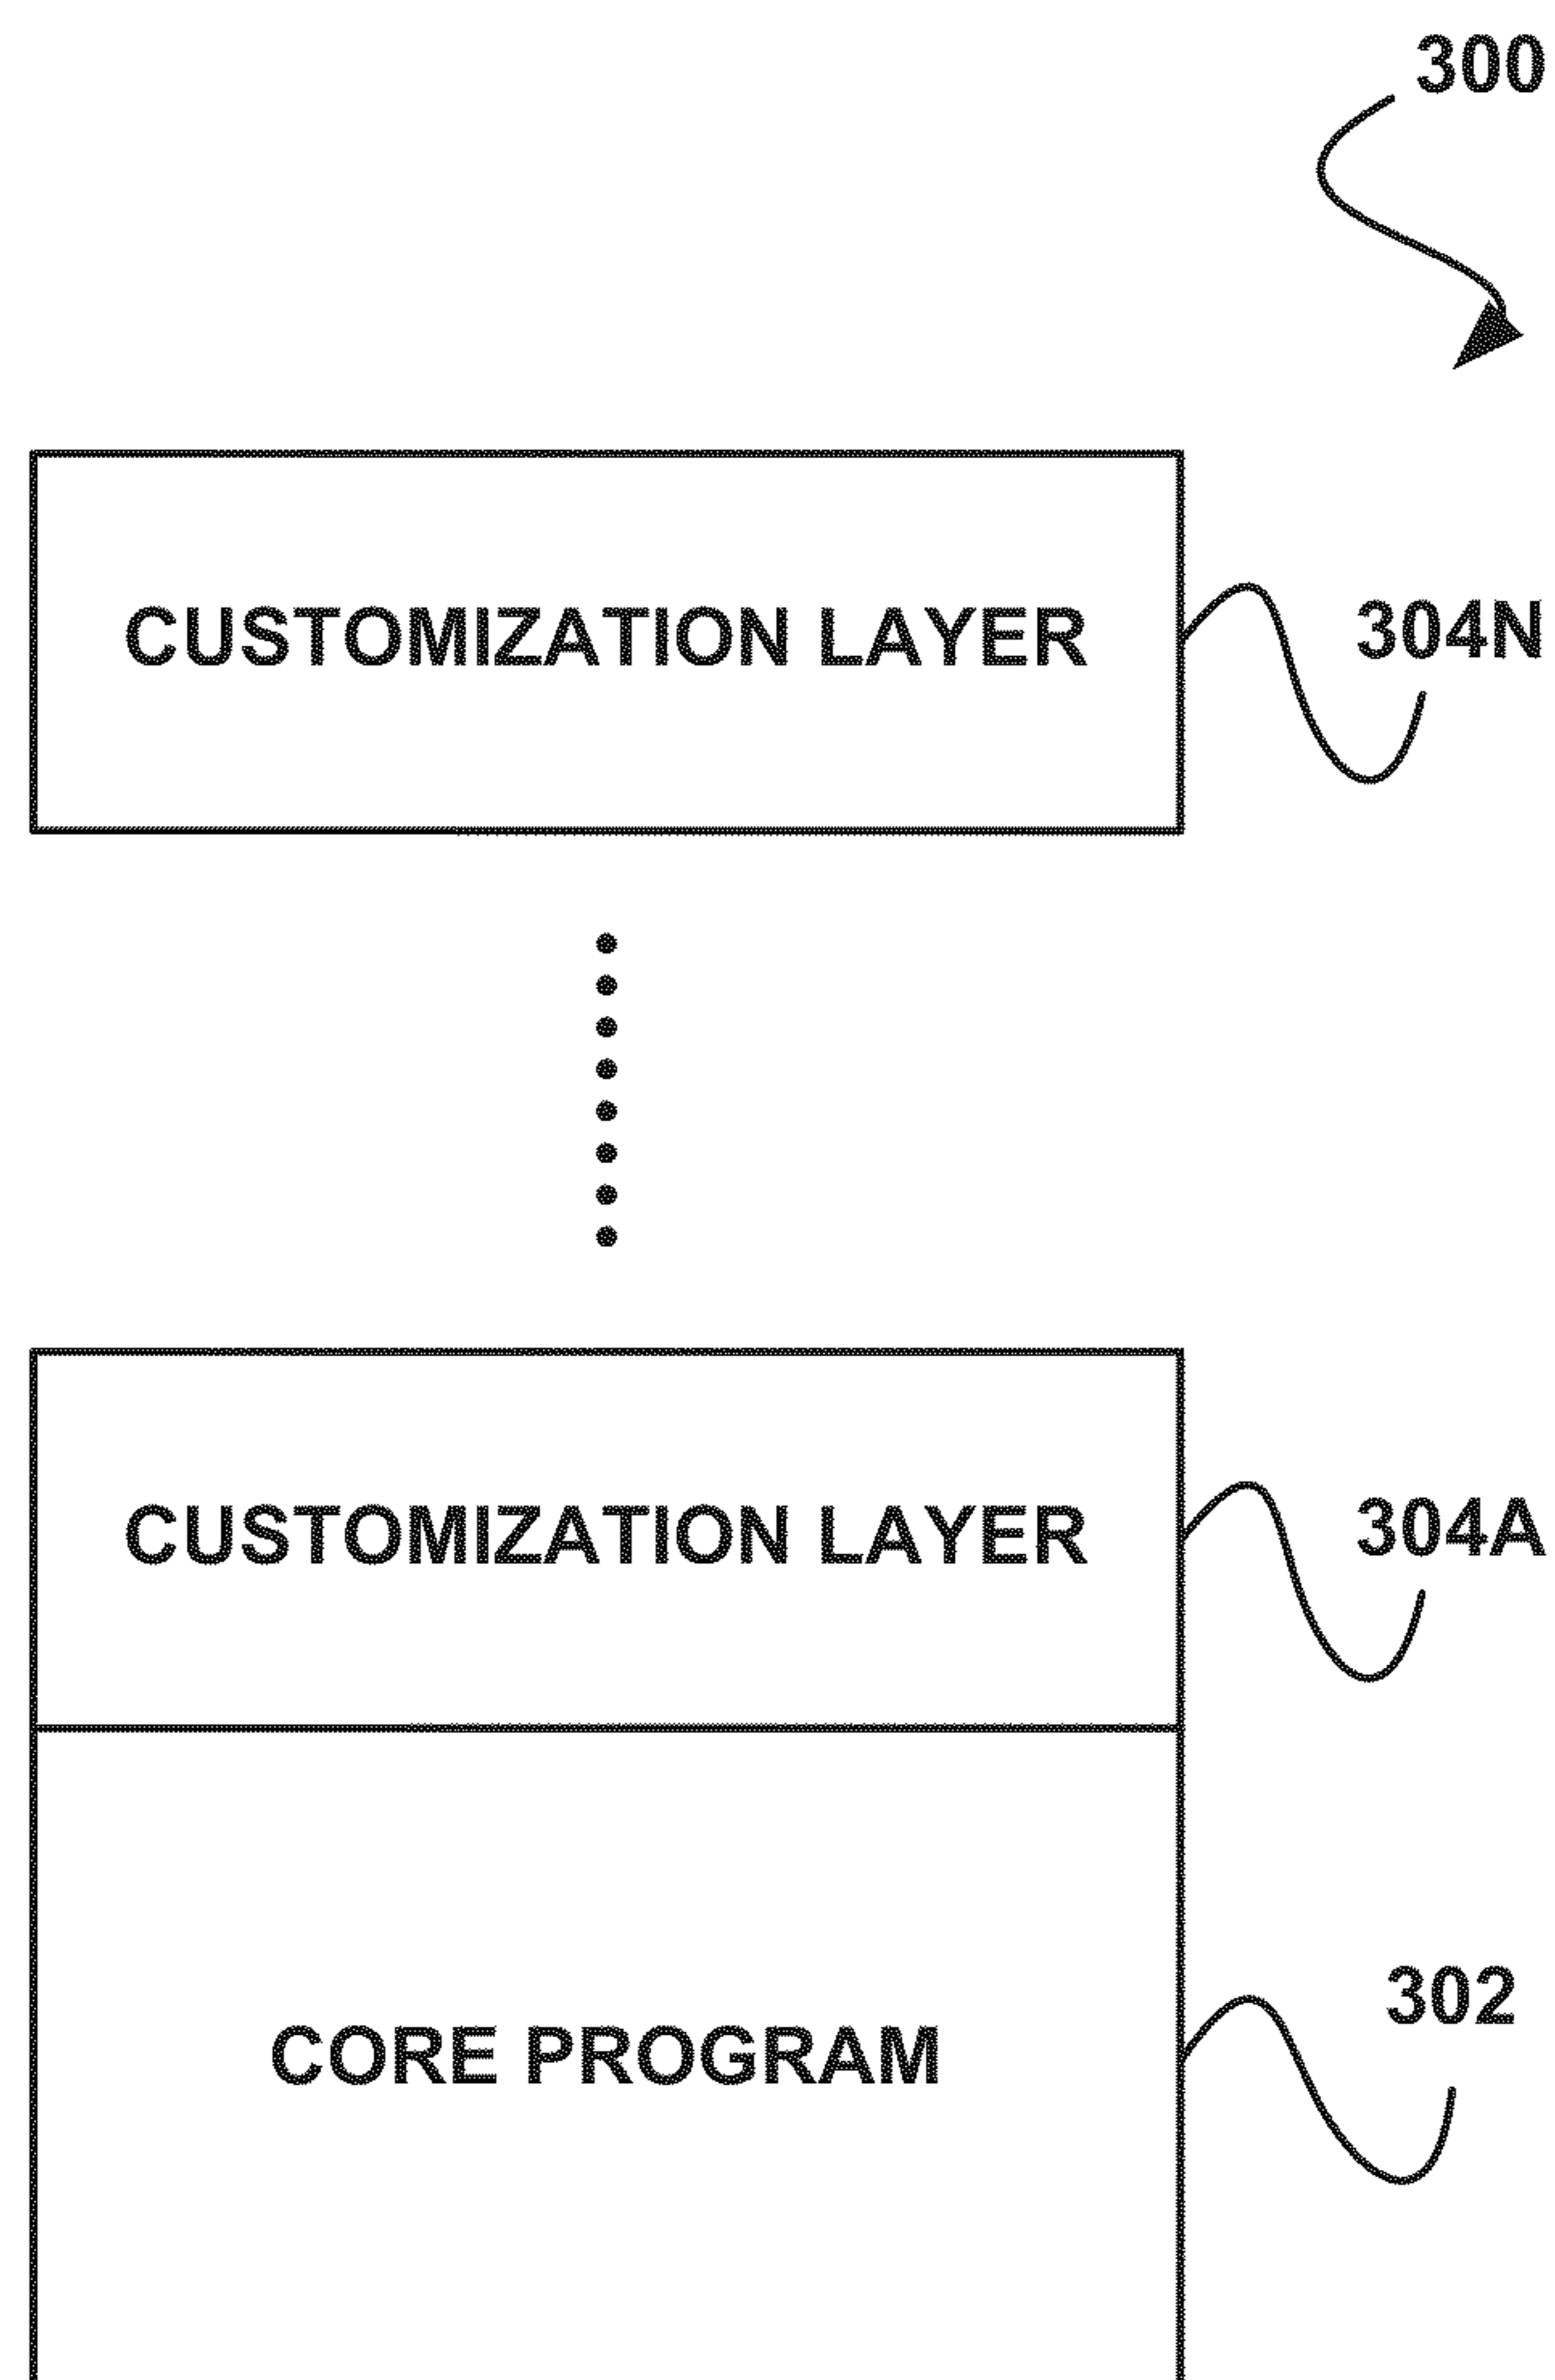 300
CUSTOMIZATION LAYER
304N
CUSTOMIZATION LAYER
304A
302
CORE PROGRAM